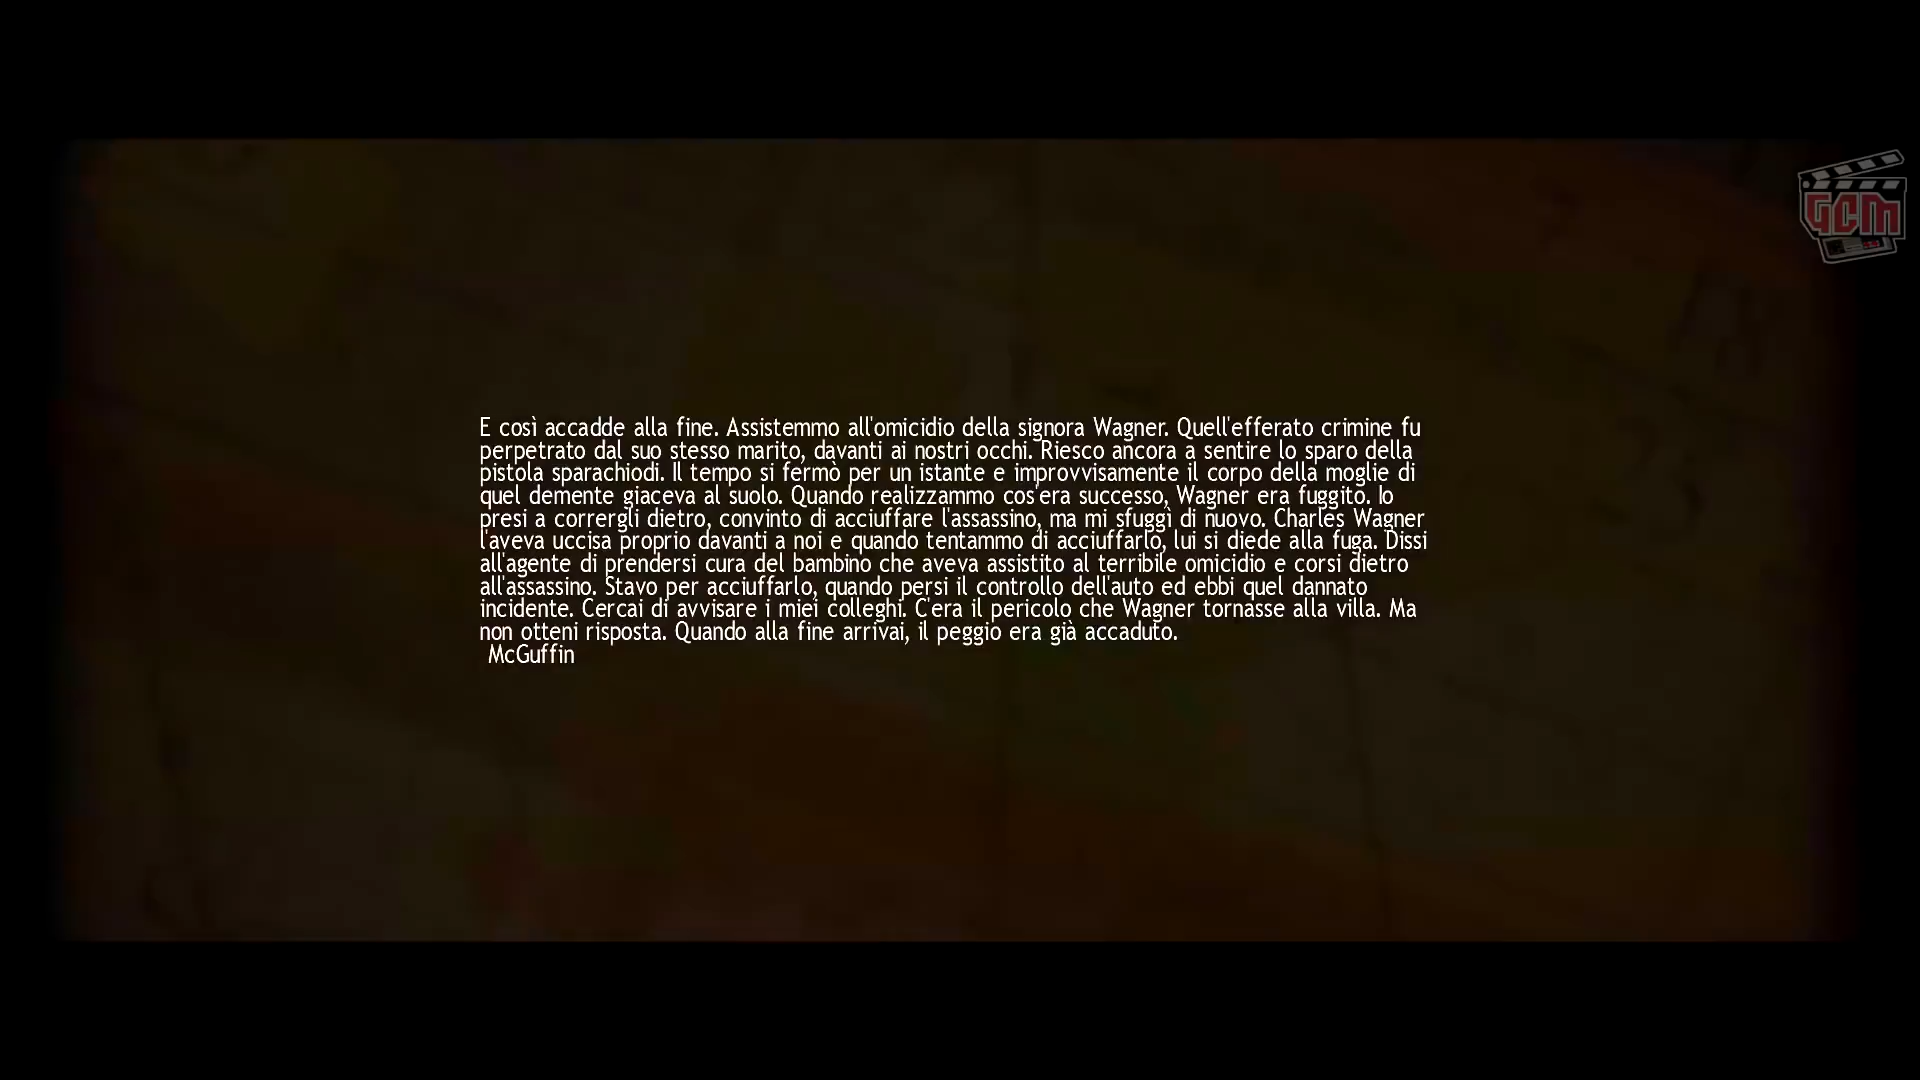 GCM
E così accadde alla fine. Assistemmo all'omicidio della signora Wagner. Quell'efferato crimine fu
perpetrato dal suo stesso marito, davanti ai nostri occhi. Riesco ancora a sentire lo sparo della
pistola sparachiodi. Il tempo si fermò per un istante e improvvisamente il corpo della moglie di
quel demente giaceva al suolo. Quando realizzammo cos'era successo, Wagner era fuggito. Io
presi a corrergli dietro, convinto di acciuffare l'assassino, ma mi sfuggì di nuovo. Charles Wagner
l'aveva uccisa proprio davanti a noi e quando tentammo di acciuffarlo, lui si diede alla fuga. Dissi
all'agente di prendersi cura del bambino che aveva assistito al terribile omicidio e corsi dietro
all'assassino. Stavo per acciuffarlo, quando persi il controllo dell'auto ed ebbi quel dannato
incidente. Cercai di avvisare i miei colleghi. C'era il pericolo che Wagner tornasse alla villa. Ma
non otteni risposta. Quando alla fine arrivai, il peggio era già accaduto.
McGuffin